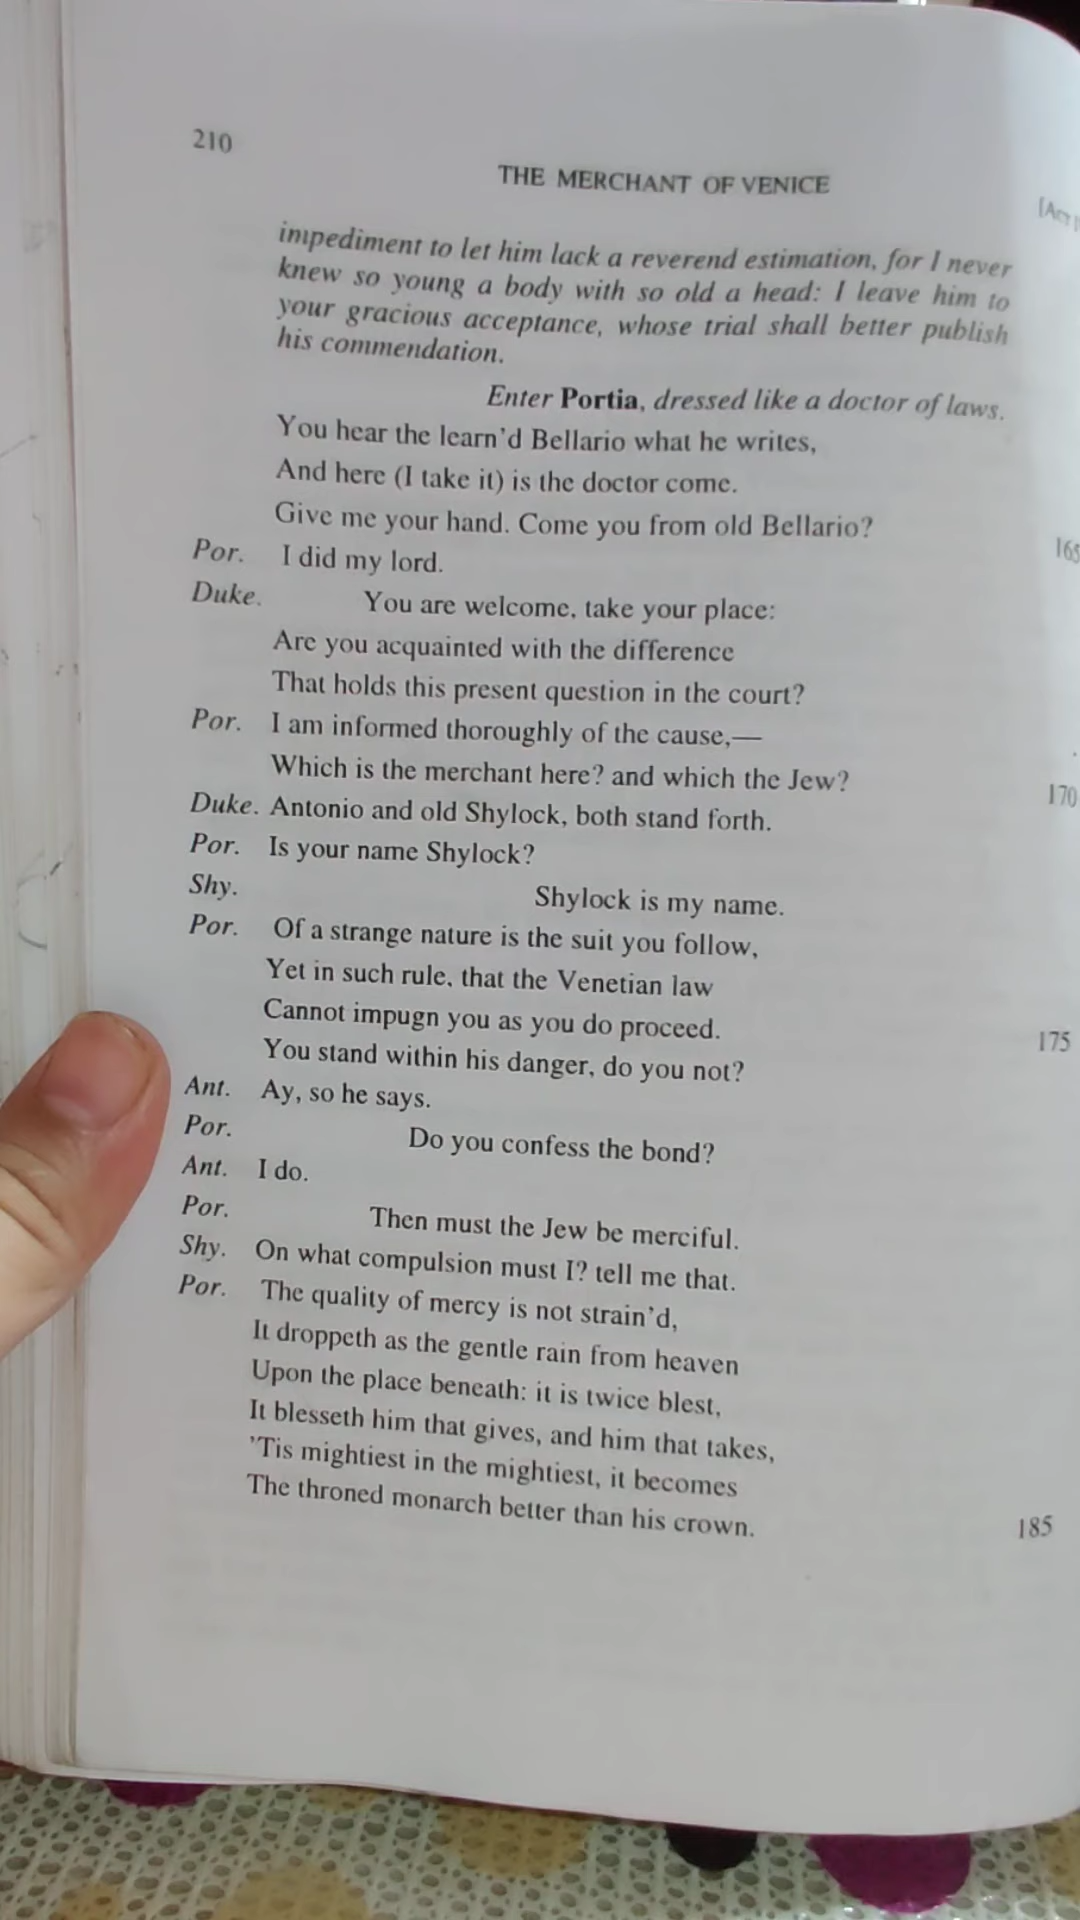 210
THE MERCHANT OF VENICE
[Act
impediment to let him lack a reverend estimation, for I never
knew so young a body with so old a head: I leave him to
your gracious acceptance, whose trial shall better publish
his commendation.
Enter Portia, dressed like a doctor of laws.
You hear the learn'd Bellario what he writes,
And here (I take it) is the doctor come.
Give me your hand. Come you from old Bellario? 165
Por. I did my lord.
Duke. You are welcome, take your place:
Are you acquainted with the difference
That holds this present question in the court?
Por. I am informed thoroughly of the cause,—
Which is the merchant here? and which the Jew? 170
Duke. Antonio and old Shylock, both stand forth.
Por. Is your name Shylock?
Shy. Shylock is my name.
Por. Of a strange nature is the suit you follow,
Yet in such rule, that the Venetian law
Cannot impugn you as you do proceed. 175
You stand within his danger, do you not?
Ant. Ay, so he says.
Por. Do you confess the bond?
Ant. I do.
Por. Then must the Jew be merciful.
Shy. On what compulsion must I? tell me that.
Por. The quality of mercy is not strain'd,
It droppeth as the gentle rain from heaven
Upon the place beneath: it is twice blest,
It blesseth him that gives, and him that takes,
'Tis mightiest in the mightiest, it becomes
The throned monarch better than his crown. 185